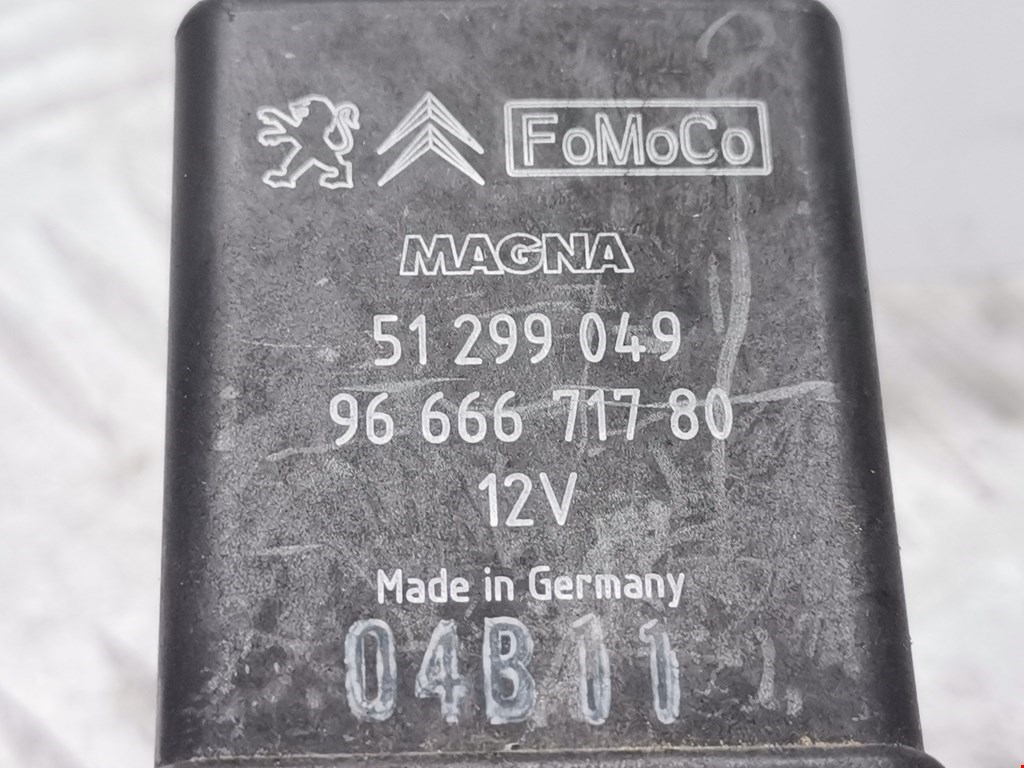 FoMoCo
MAGNA
51 299 049
96 666 717 80
12V
Made in Germany
04B11